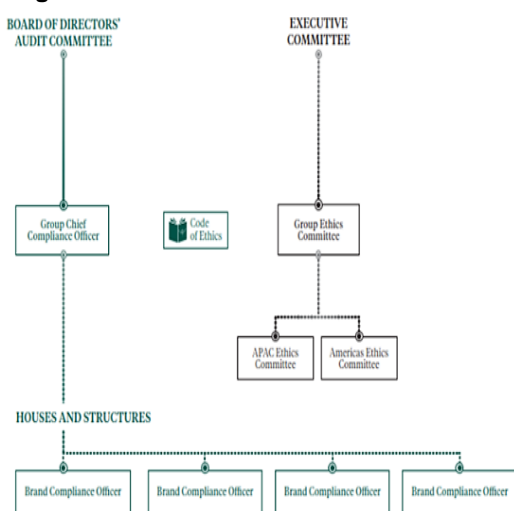 BOARD OF DIRECTORS'
AUDIT COMMITTEE
EXECUTIVE
COMMITTEE
Group Chief
Compliance Officer
Code
of Ethics
Group Ethics
Committee
APAC Ethics
Committee
Americas Ethics
Committee
HOUSES AND STRUCTURES
Brand Compliance Officer
Brand Compliance Officer
Brand Compliance Officer
Brand Compliance Officer